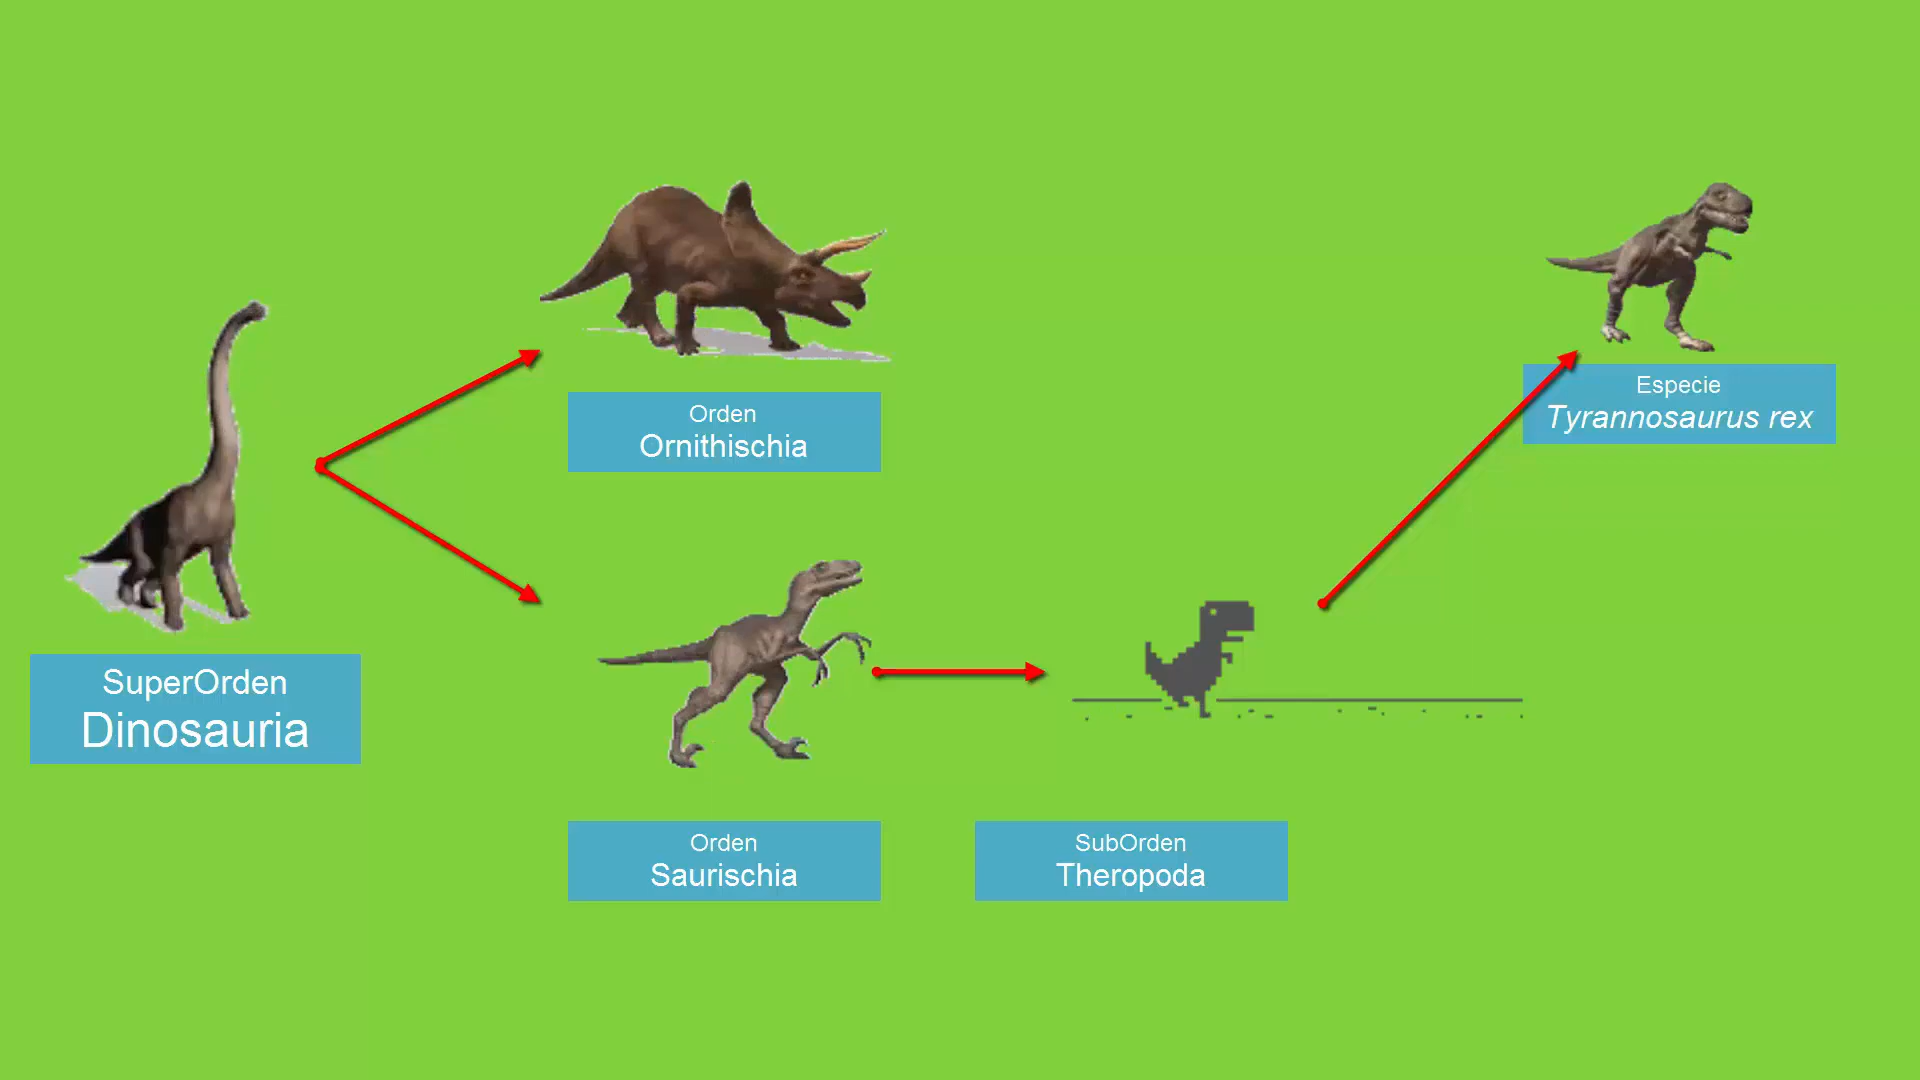 SuperOrden
Dinosauria
Orden
Ornithischia
Orden
Saurischia
SubOrden
Theropoda
Especie
Tyrannosaurus rex